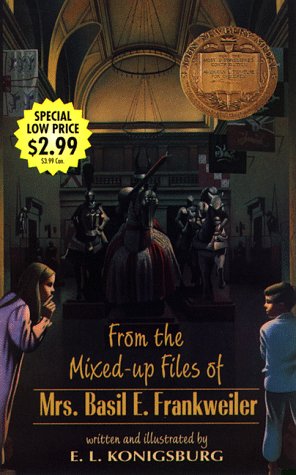 SPECIAL
LOW PRICE
$2.99
$3.99 Can.
From the
Mixed-up Files of
Mrs. Basil E. Frankweiler
written and illustrated by
E. L. KONIGSBURG